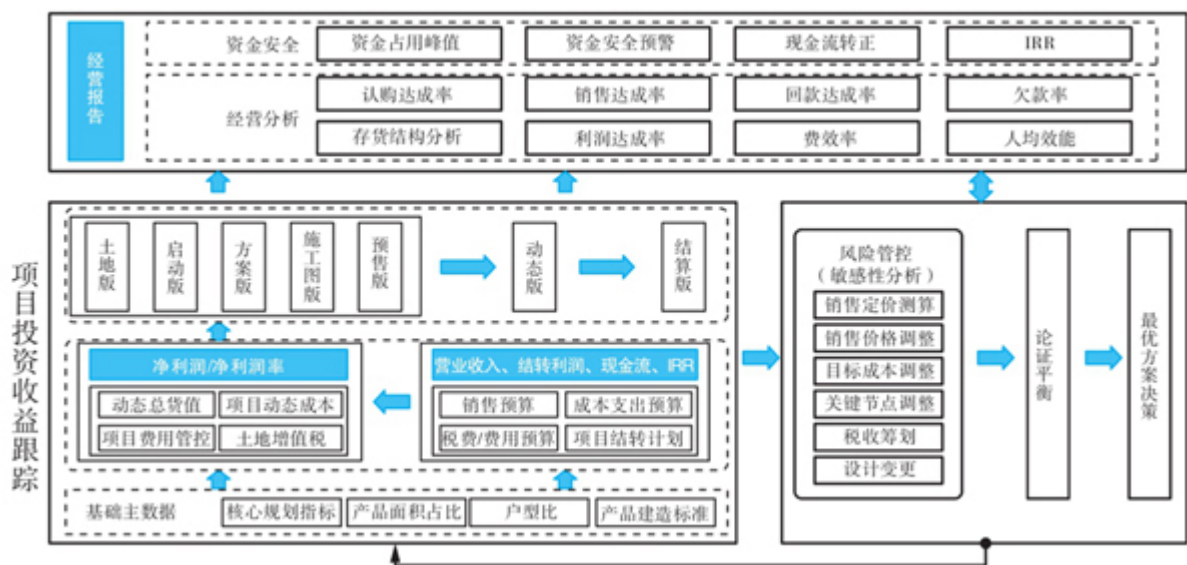 经营报告
资金安全
资金占用峰值
资金安全预警
现金流转正
IRR
经营分析
认购达成率
销售达成率
回款达成率
欠款率
存货结构分析
利润达成率
费效率
人均效能
项目投资收益跟踪
土地版
启动版
方案版
施工图版
预售版
动态版
结算版
净利润/净利润率
动态总货值
项目动态成本
项目费用管控
土地增值税
营业收入、结转利润、现金流、IRR
销售预算
成本支出预算
税费/费用预算
项目结转计划
基础主数据
核心规划指标
产品面积占比
户型比
产品建造标准
风险管控
（敏感性分析）
销售定价测算
销售价格调整
目标成本调整
关键节点调整
税收筹划
设计变更
论证平衡
最优方案决策